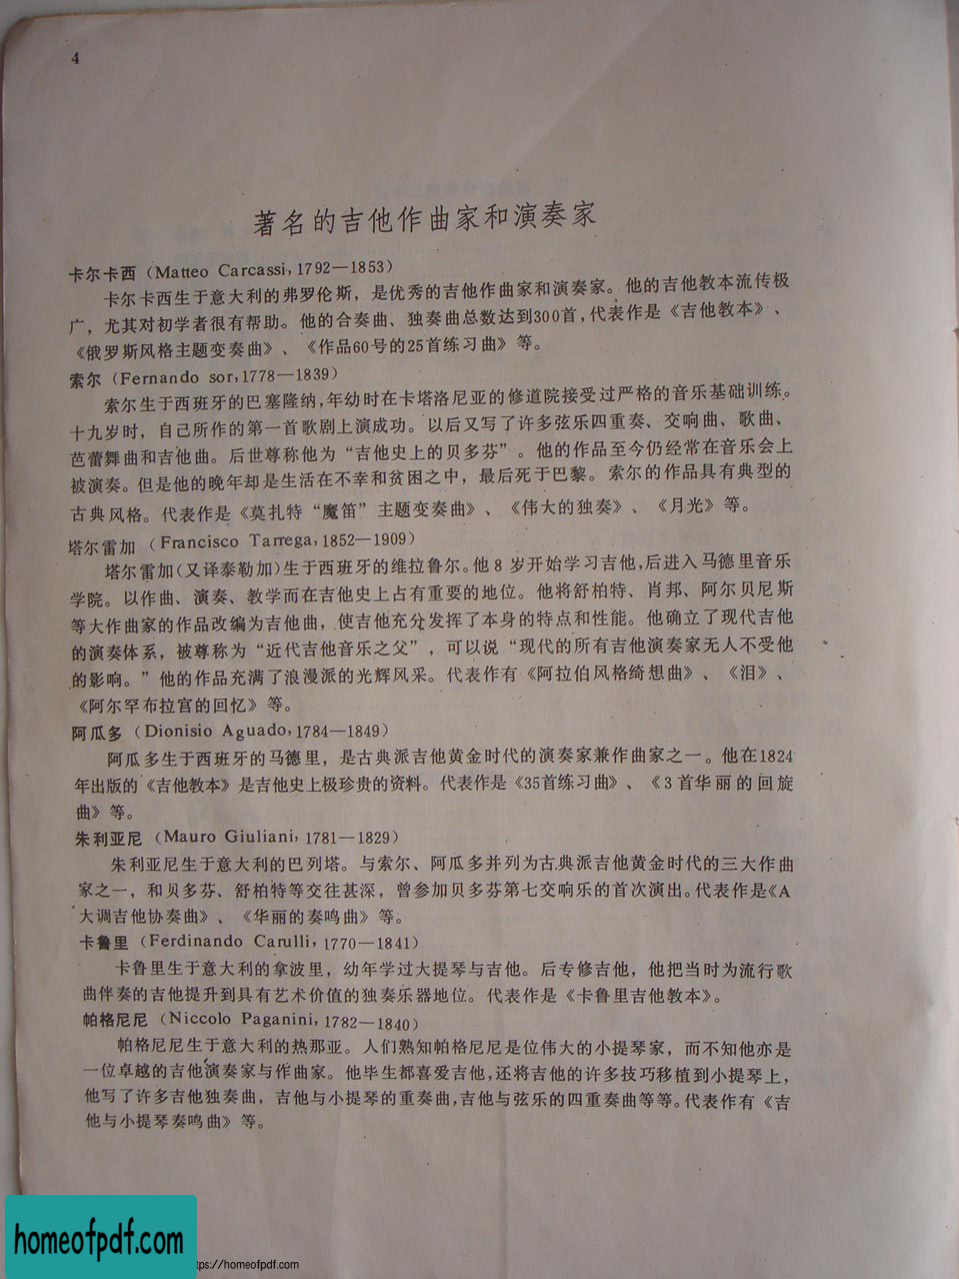 4
著名的吉他作曲家和演奏家
卡尔卡西（Matteo Carcassi，1792—1853）
卡尔卡西生于意大利的弗罗伦斯，是优秀的吉他作曲家和演奏家。他的吉他教本流传极
广，尤其对初学者很有帮助。他的合奏曲、独奏曲总数达到300首，代表作是《吉他教本》、
《俄罗斯风格主题变奏曲》、《作品60号的25首练习曲》等。
索尔（Fernando sor，1778—1839）
索尔生于西班牙的巴塞隆纳，年幼时在卡塔洛尼亚的修道院接受过严格的音乐基础训练。
十九岁时，自己所作的第一首歌剧上演成功。以后又写了许多弦乐四重奏、交响曲、歌曲、
芭蕾舞曲和吉他曲。后世尊称他为“吉他史上的贝多芬”。他的作品至今仍经常在音乐会上
被演奏。但是他的晚年却是生活在不幸和贫困之中，最后死于巴黎。索尔的作品具有典型的
古典风格。代表作是《莫扎特“魔笛”主题变奏曲》、《伟大的独奏》、《月光》等。
塔尔雷加（Francisco Tarrega，1852—1909）
塔尔雷加（又译泰勒加）生于西班牙的维拉鲁尔。他8岁开始学习吉他，后进入马德里音乐
学院。以作曲、演奏、教学而在吉他史上占有重要的地位。他将舒柏特、肖邦、阿尔贝尼斯
等大作曲家的作品改编为吉他曲，使吉他充分发挥了本身的特点和性能。他确立了现代吉他
的演奏体系，被尊称为“近代吉他音乐之父”，可以说“现代的所有吉他演奏家无人不受他
的影响。”他的作品充满了浪漫派的光辉风采。代表作有《阿拉伯风格绮想曲》、《泪》、
《阿尔罕布拉宫的回忆》等。
阿瓜多（Dionisio Aguado，1784—1849）
阿瓜多生于西班牙的马德里，是古典派吉他黄金时代的演奏家兼作曲家之一。他在1824
年出版的《吉他教本》是吉他史上极珍贵的资料。代表作是《35首练习曲》、《3首华丽的回旋
曲》等。
朱利亚尼（Mauro Giuliani，1781—1829）
朱利亚尼生于意大利的巴列塔。与索尔、阿瓜多并列为古典派吉他黄金时代的三大作曲
家之一，和贝多芬、舒柏特等交往甚深，曾参加贝多芬第七交响乐的首次演出。代表作是《A
大调吉他协奏曲》、《华丽的奏鸣曲》等。
卡鲁里（Ferdinando Carulli，1770—1841）
卡鲁里生于意大利的拿波里，幼年学过大提琴与吉他。后专修吉他，他把当时为流行歌
曲伴奏的吉他提升到具有艺术价值的独奏乐器地位。代表作是《卡鲁里吉他教本》。
帕格尼尼（Niccolo Paganini，1782—1840）
帕格尼尼生于意大利的热那亚。人们熟知帕格尼尼是位伟大的小提琴家，而不知他亦是
一位卓越的吉他演奏家与作曲家。他毕生都喜爱吉他，还将吉他的许多技巧移植到小提琴上，
他写了许多吉他独奏曲，吉他与小提琴的重奏曲，吉他与弦乐的四重奏曲等等。代表作有《吉
他与小提琴奏鸣曲》等。
homeofpdf.com
tps://homeofpdf.com